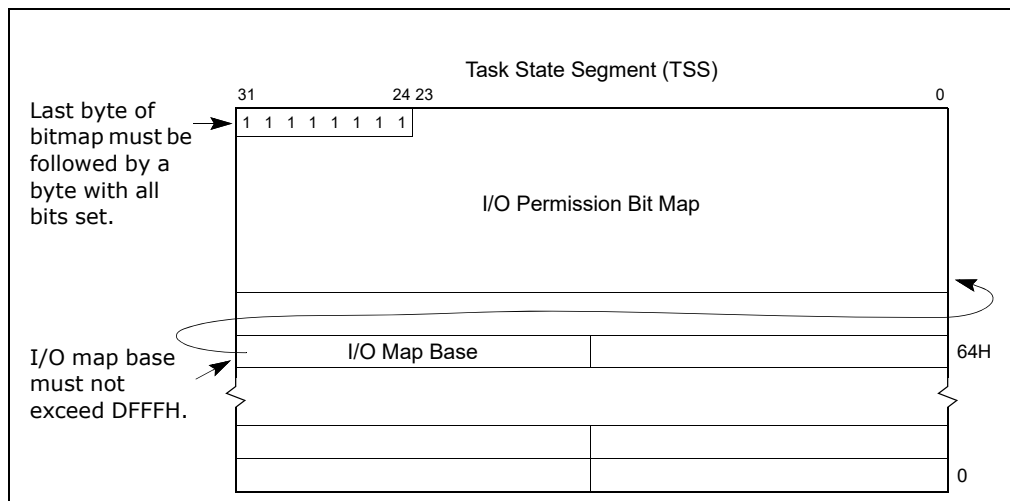 Task State Segment (TSS)
31 24 23 0
Last byte of
bitmap must be
followed by a
byte with all
bits set.
1 1 1 1 1 1 1 1
I/O Permission Bit Map
I/O map base
must not
exceed DFFFH.
I/O Map Base
64H
0